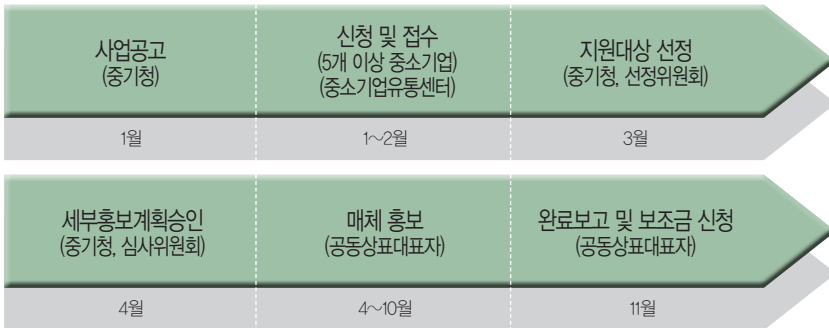 사업공고
(중기청)
신청 및 접수
(5개 이상 중소기업)
(중소기업유통센터)
지원대상 선정
(중기청, 선정위원회)
1월
1~2월
3월
세부홍보계획승인
(중기청, 심사위원회)
매체 홍보
(공동상표대표자)
완료보고 및 보조금 신청
(공동상표대표자)
4월
4~10월
11월